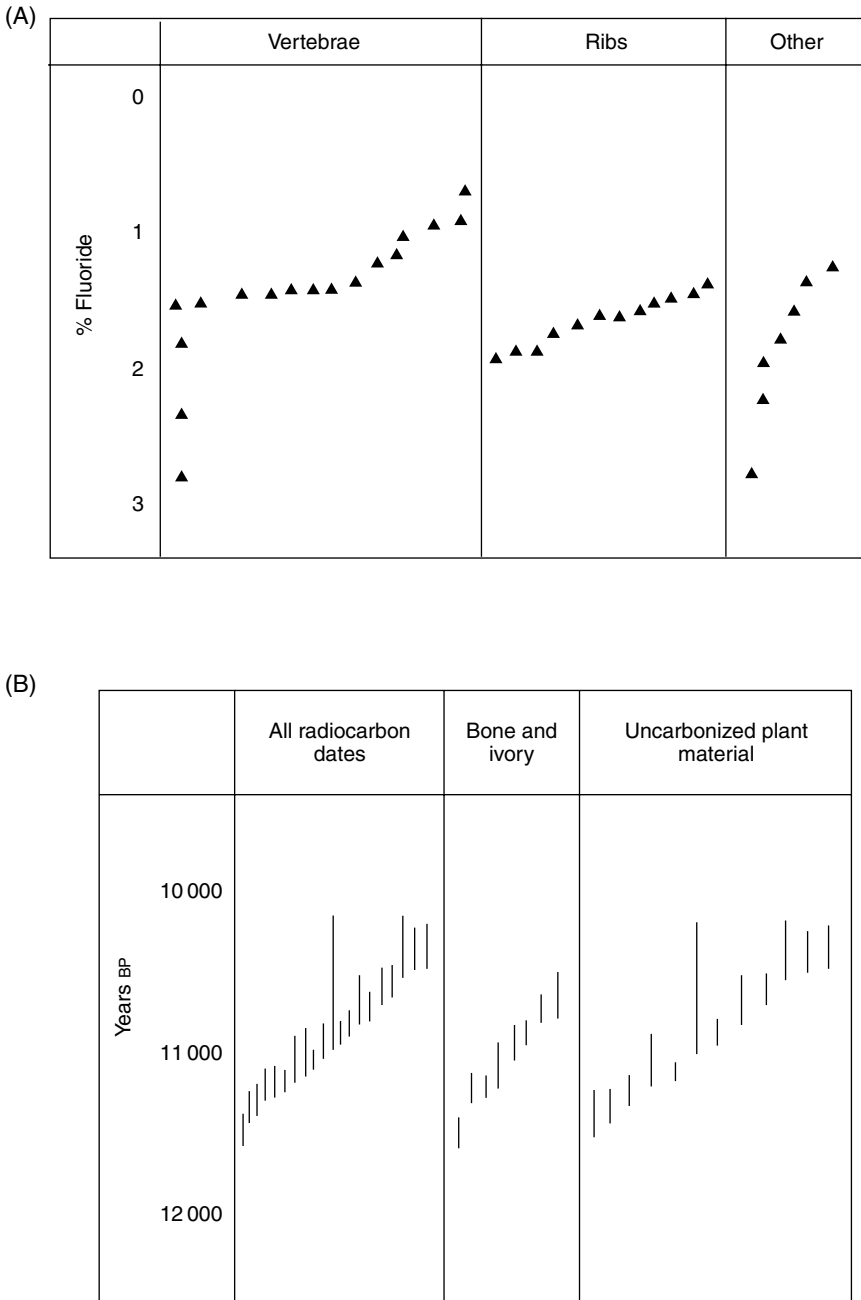 (A)
Vertebrae Ribs Other
0
1
2
3
% Fluoride
(B)
All radiocarbon dates
Bone and ivory
Uncarbonized plant material
10 000
11 000
12 000
Years BP